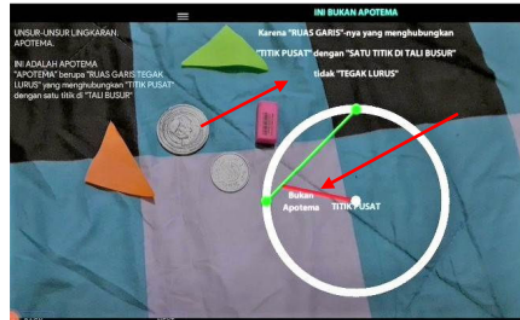 UNSUR-UNSUR LINGKARAN.
APOTEMA.
INI ADALAH APOTEMA
"APOTEMA" berupa "RUAS GARIS TEGAK
LURUS" yang menghubungkan "TITIK PUSAT"
dengan satu titik di "TALI BUSUR"
INI BUKAN APOTEMA
Karena "RUAS GARIS"-nya yang menghubungkan
"TITIK PUSAT" dengan "SATU TITIK DI TALI BUSUR"
tidak "TEGAK LURUS"
Bukan
Apotema
TITIK PUSAT